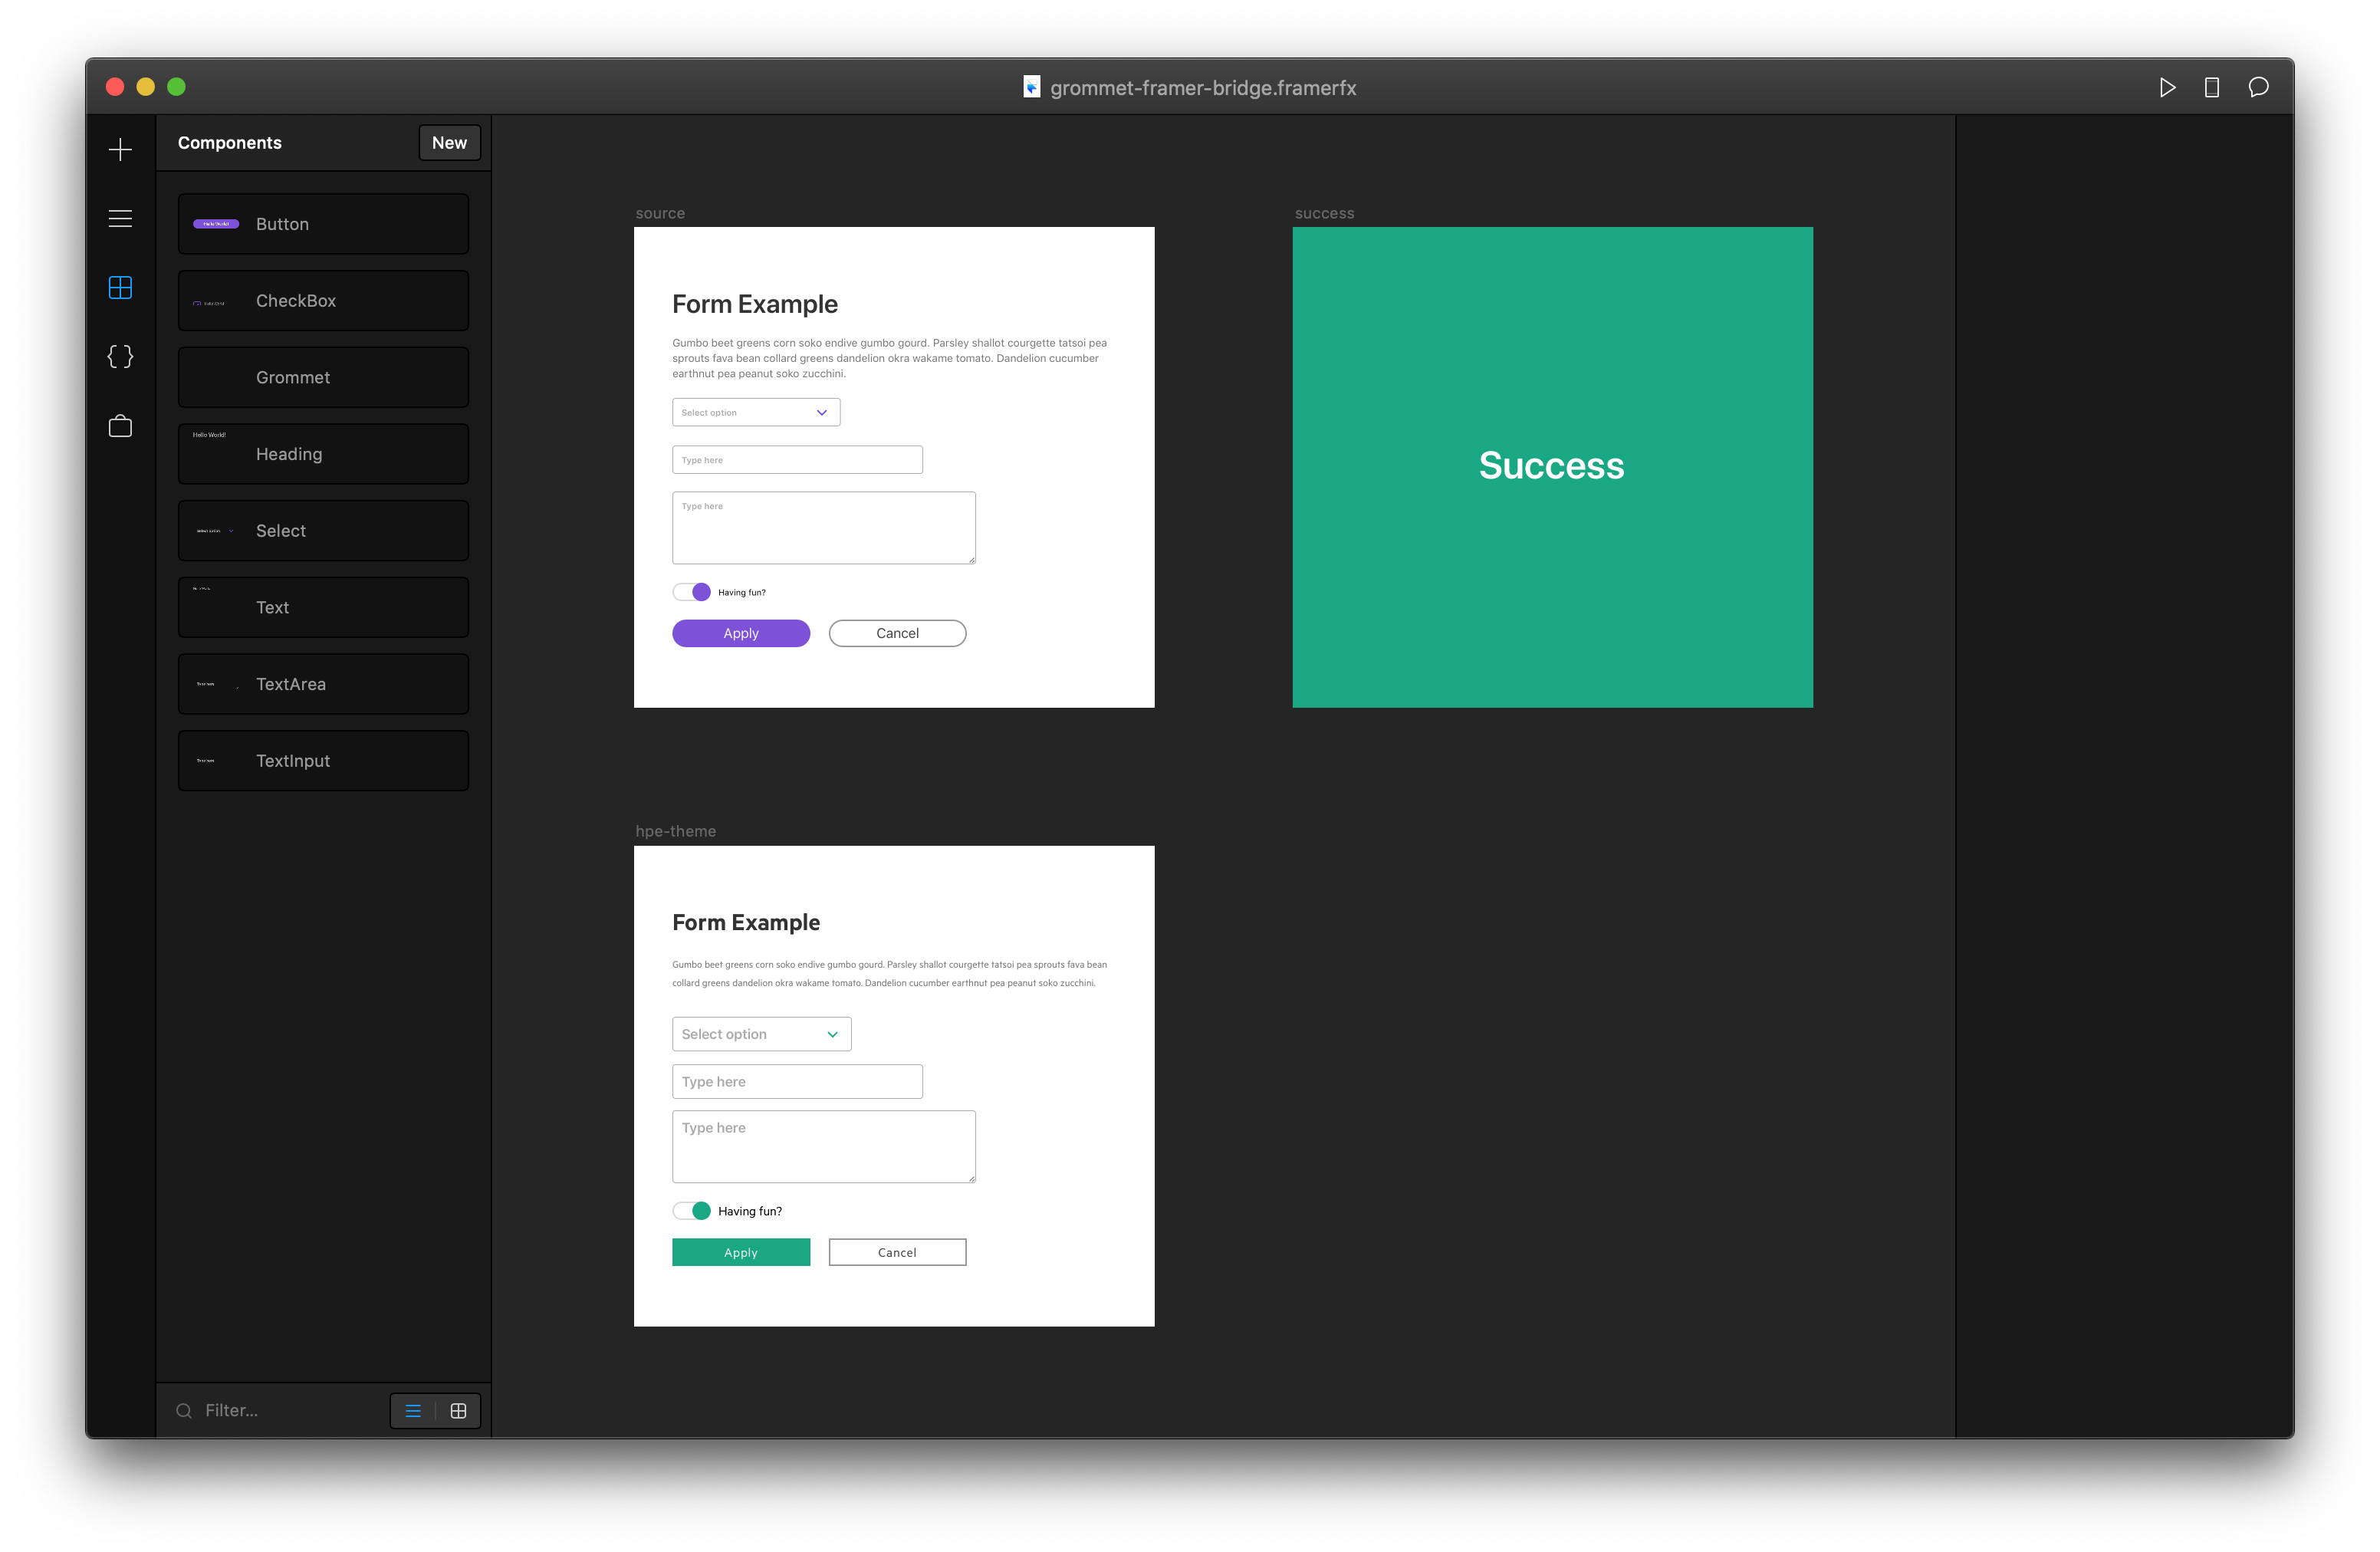 grommet-framer-bridge.framerfx
Components
New
Hello World!
Button
CheckBox
Grommet
Hello World!
Heading
Select option
Select
Text
Type here
TextArea
Type here
TextInput
Filter...
source
Form Example
Gumbo beet greens corn soko endive gumbo gourd. Parsley shallot courgette tatsoi pea
sprouts fava bean collard greens dandelion okra wakame tomato. Dandelion cucumber
earthnut pea peanut soko zucchini.
Select option
Type here
Type here
Having fun?
Apply
Cancel
success
Success
hpe-theme
Form Example
Gumbo beet greens corn soko endive gumbo gourd. Parsley shallot courgette tatsoi pea sprouts fava bean
collard greens dandelion okra wakame tomato. Dandelion cucumber earthnut pea peanut soko zucchini.
Select option
Type here
Type here
Having fun?
Apply
Cancel